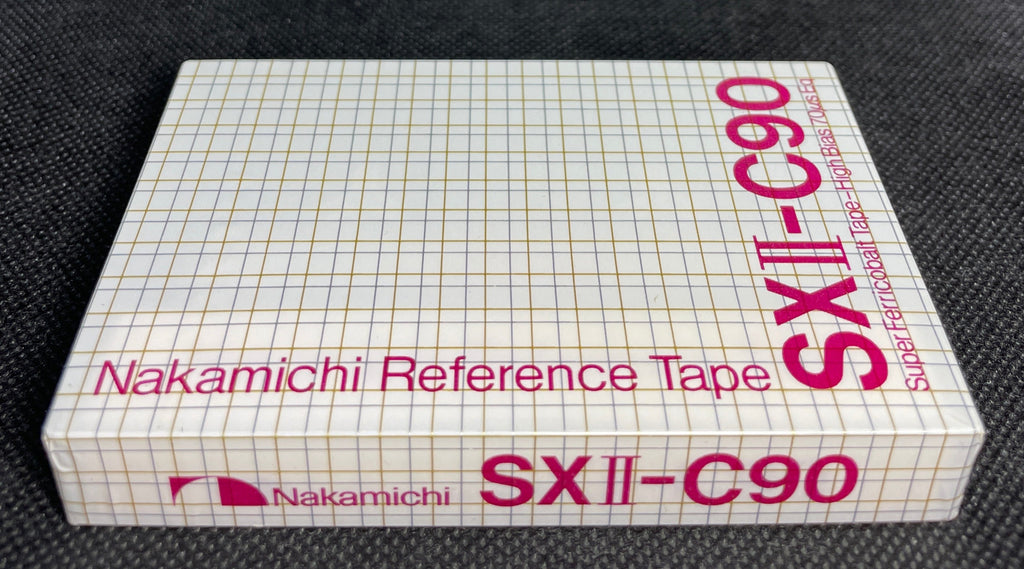 SXⅡ-C90
Super Ferricobalt Tape-High Bias 70μs Eq
Nakamichi Reference Tape
Nakamichi SXⅡ-C90